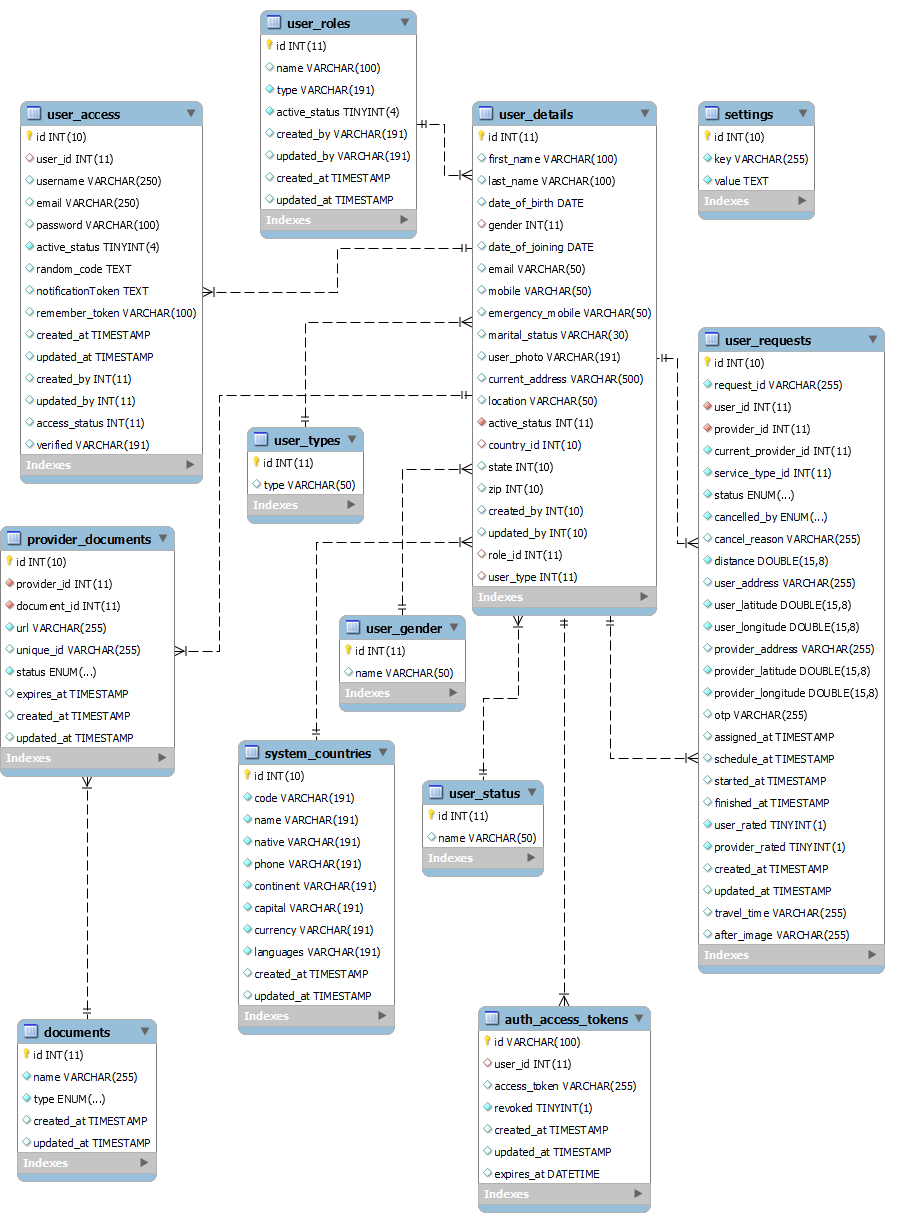 user_roles
id INT(11)
name VARCHAR(100)
type VARCHAR(191)
active_status TINYINT(4)
created_by VARCHAR(191)
updated_by VARCHAR(191)
created_at TIMESTAMP
updated_at TIMESTAMP
Indexes
user_access
id INT(10)
user_id INT(11)
username VARCHAR(250)
email VARCHAR(250)
password VARCHAR(100)
active_status TINYINT(4)
random_code TEXT
notificationToken TEXT
remember_token VARCHAR(100)
created_at TIMESTAMP
updated_at TIMESTAMP
created_by INT(11)
updated_by INT(11)
access_status INT(11)
verified VARCHAR(191)
Indexes
user_details
id INT(11)
first_name VARCHAR(100)
last_name VARCHAR(100)
date_of_birth DATE
gender INT(11)
date_of_joining DATE
email VARCHAR(50)
mobile VARCHAR(50)
emergency_mobile VARCHAR(50)
marital_status VARCHAR(30)
user_photo VARCHAR(191)
current_address VARCHAR(500)
location VARCHAR(50)
active_status INT(11)
country_id INT(10)
state INT(10)
zip INT(10)
created_by INT(10)
updated_by INT(10)
role_id INT(11)
user_type INT(11)
Indexes
settings
id INT(10)
key VARCHAR(255)
value TEXT
Indexes
user_requests
id INT(10)
request_id VARCHAR(255)
user_id INT(11)
provider_id INT(11)
current_provider_id INT(11)
service_type_id INT(11)
status ENUM(...)
cancelled_by ENUM(...)
cancel_reason VARCHAR(255)
distance DOUBLE(15,8)
user_address VARCHAR(255)
user_latitude DOUBLE(15,8)
user_longitude DOUBLE(15,8)
provider_address VARCHAR(255)
provider_latitude DOUBLE(15,8)
provider_longitude DOUBLE(15,8)
otp VARCHAR(255)
assigned_at TIMESTAMP
schedule_at TIMESTAMP
started_at TIMESTAMP
finished_at TIMESTAMP
user_rated TINYINT(1)
provider_rated TINYINT(1)
created_at TIMESTAMP
updated_at TIMESTAMP
travel_time VARCHAR(255)
after_image VARCHAR(255)
Indexes
user_types
id INT(11)
type VARCHAR(50)
Indexes
provider_documents
id INT(10)
provider_id INT(11)
document_id INT(11)
url VARCHAR(255)
unique_id VARCHAR(255)
status ENUM(...)
expires_at TIMESTAMP
created_at TIMESTAMP
updated_at TIMESTAMP
Indexes
user_gender
id INT(11)
name VARCHAR(50)
Indexes
system_countries
id INT(10)
code VARCHAR(191)
name VARCHAR(191)
native VARCHAR(191)
phone VARCHAR(191)
continent VARCHAR(191)
capital VARCHAR(191)
currency VARCHAR(191)
languages VARCHAR(191)
created_at TIMESTAMP
updated_at TIMESTAMP
Indexes
user_status
id INT(11)
name VARCHAR(50)
Indexes
documents
id INT(11)
name VARCHAR(255)
type ENUM(...)
created_at TIMESTAMP
updated_at TIMESTAMP
Indexes
auth_access_tokens
id VARCHAR(100)
user_id INT(11)
access_token VARCHAR(255)
revoked TINYINT(1)
created_at TIMESTAMP
updated_at TIMESTAMP
expires_at DATETIME
Indexes